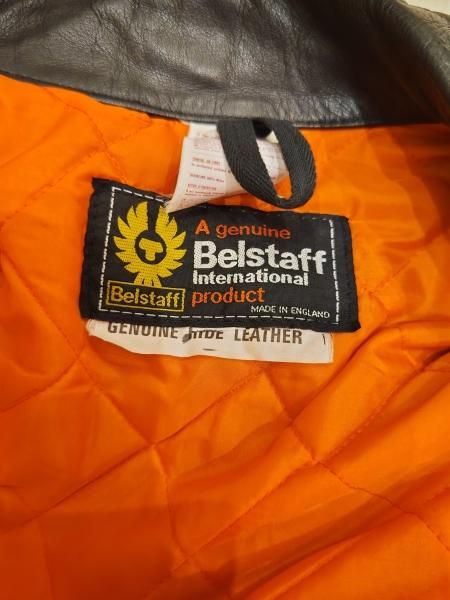 A genuine
Belstaff
International
product
Belstaff
MADE IN ENGLAND
GENUINE HIDE LEATHER